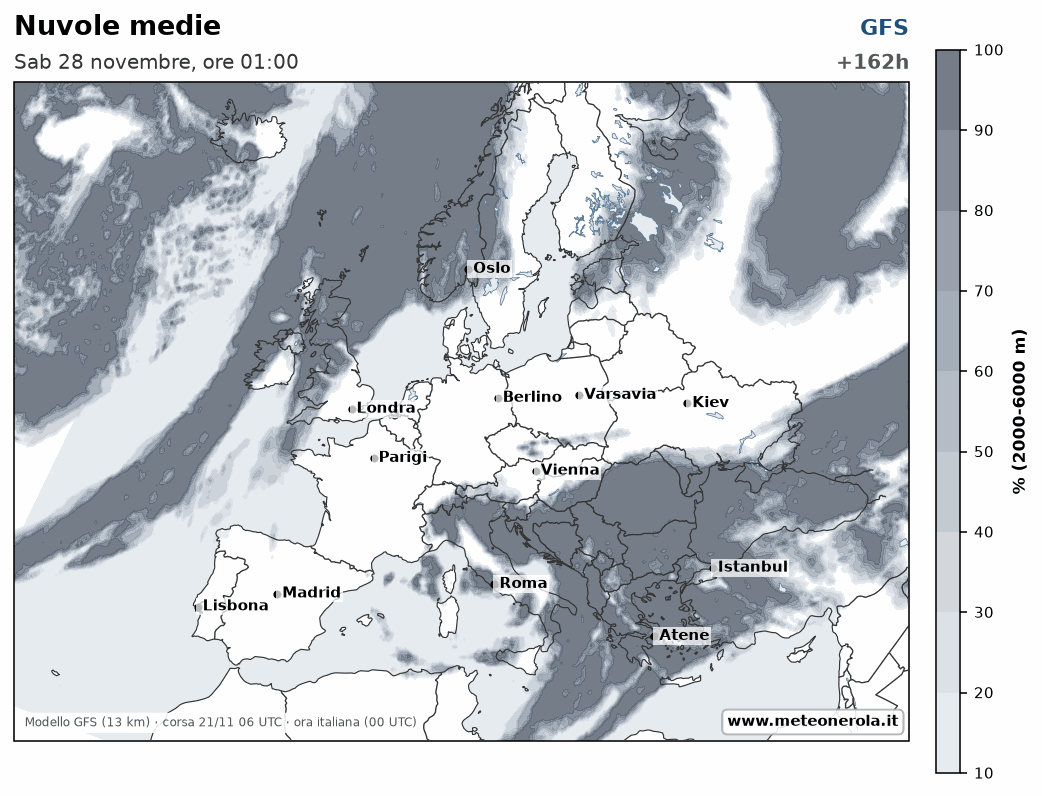 Nuvole medie
GFS
Sab 28 novembre, ore 01:00
+162h
100
90
80
70
60
50
40
30
20
10
% (2000-6000 m)
Oslo
Londra
Berlino
Varsavia
Kiev
Parigi
Vienna
Istanbul
Roma
Madrid
Lisbona
Atene
Modello GFS (13 km) · corsa 21/11 06 UTC · ora italiana (00 UTC)
www.meteonerola.it